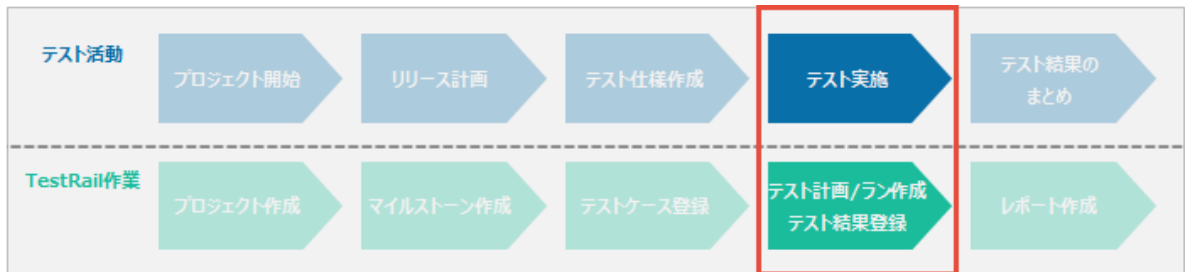 テスト活動
プロジェクト開始
リリース計画
テスト仕様作成
テスト実施
テスト結果の
まとめ
TestRail作業
プロジェクト作成
マイルストーン作成
テストケース登録
テスト計画/ラン作成
テスト結果登録
レポート作成